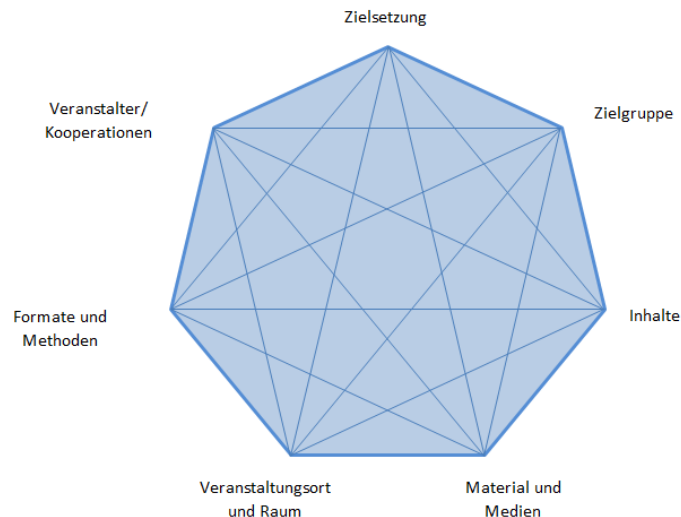 Zielsetzung
Veranstalter/
Kooperationen
Zielgruppe
Formate und
Methoden
Inhalte
Veranstaltungsort
und Raum
Material und
Medien